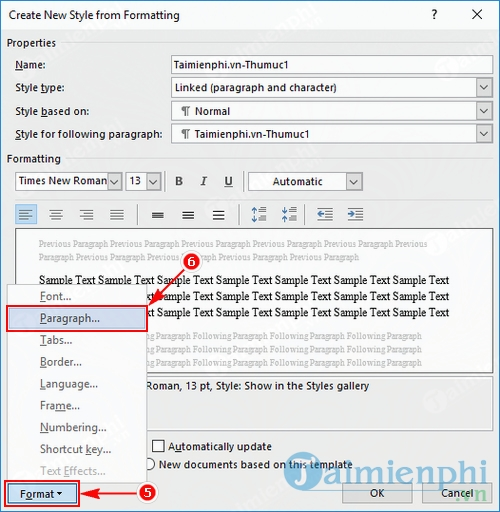 Create New Style from Formatting
Properties
Name:
Taimienphi.vn-Thumuc1
Style type:
Linked (paragraph and character)
Style based on:
¶ Normal
Style for following paragraph:
¶ Taimienphi.vn-Thumuc1
Formatting
Times New Roman 13 B I U Automatic
Previous Paragraph Previous Paragraph Previous Paragraph Previous Paragraph Previous
Paragraph Previous Paragraph Previous Paragraph Previous Paragraph
Sample Text Sample Text Sample Text Sample Text Sample Text Sample Text Sample Text
Text Sample Text Sample Text Sample Text Sample Text Sample Text
Text Sample Text Sample Text Sample Text Sample Text Sample Text
Paragraph Following Paragraph Following Paragraph
Paragraph Following Paragraph Following Paragraph
Roman, 13 pt, Style: Show in the Styles gallery
6
Font...
Paragraph...
Tabs...
Border...
Language...
Frame...
Numbering...
Shortcut key...
Text Effects...
Automatically update
New documents based on this template
Format
5
OK
Cancel
Taimienphi
.vn